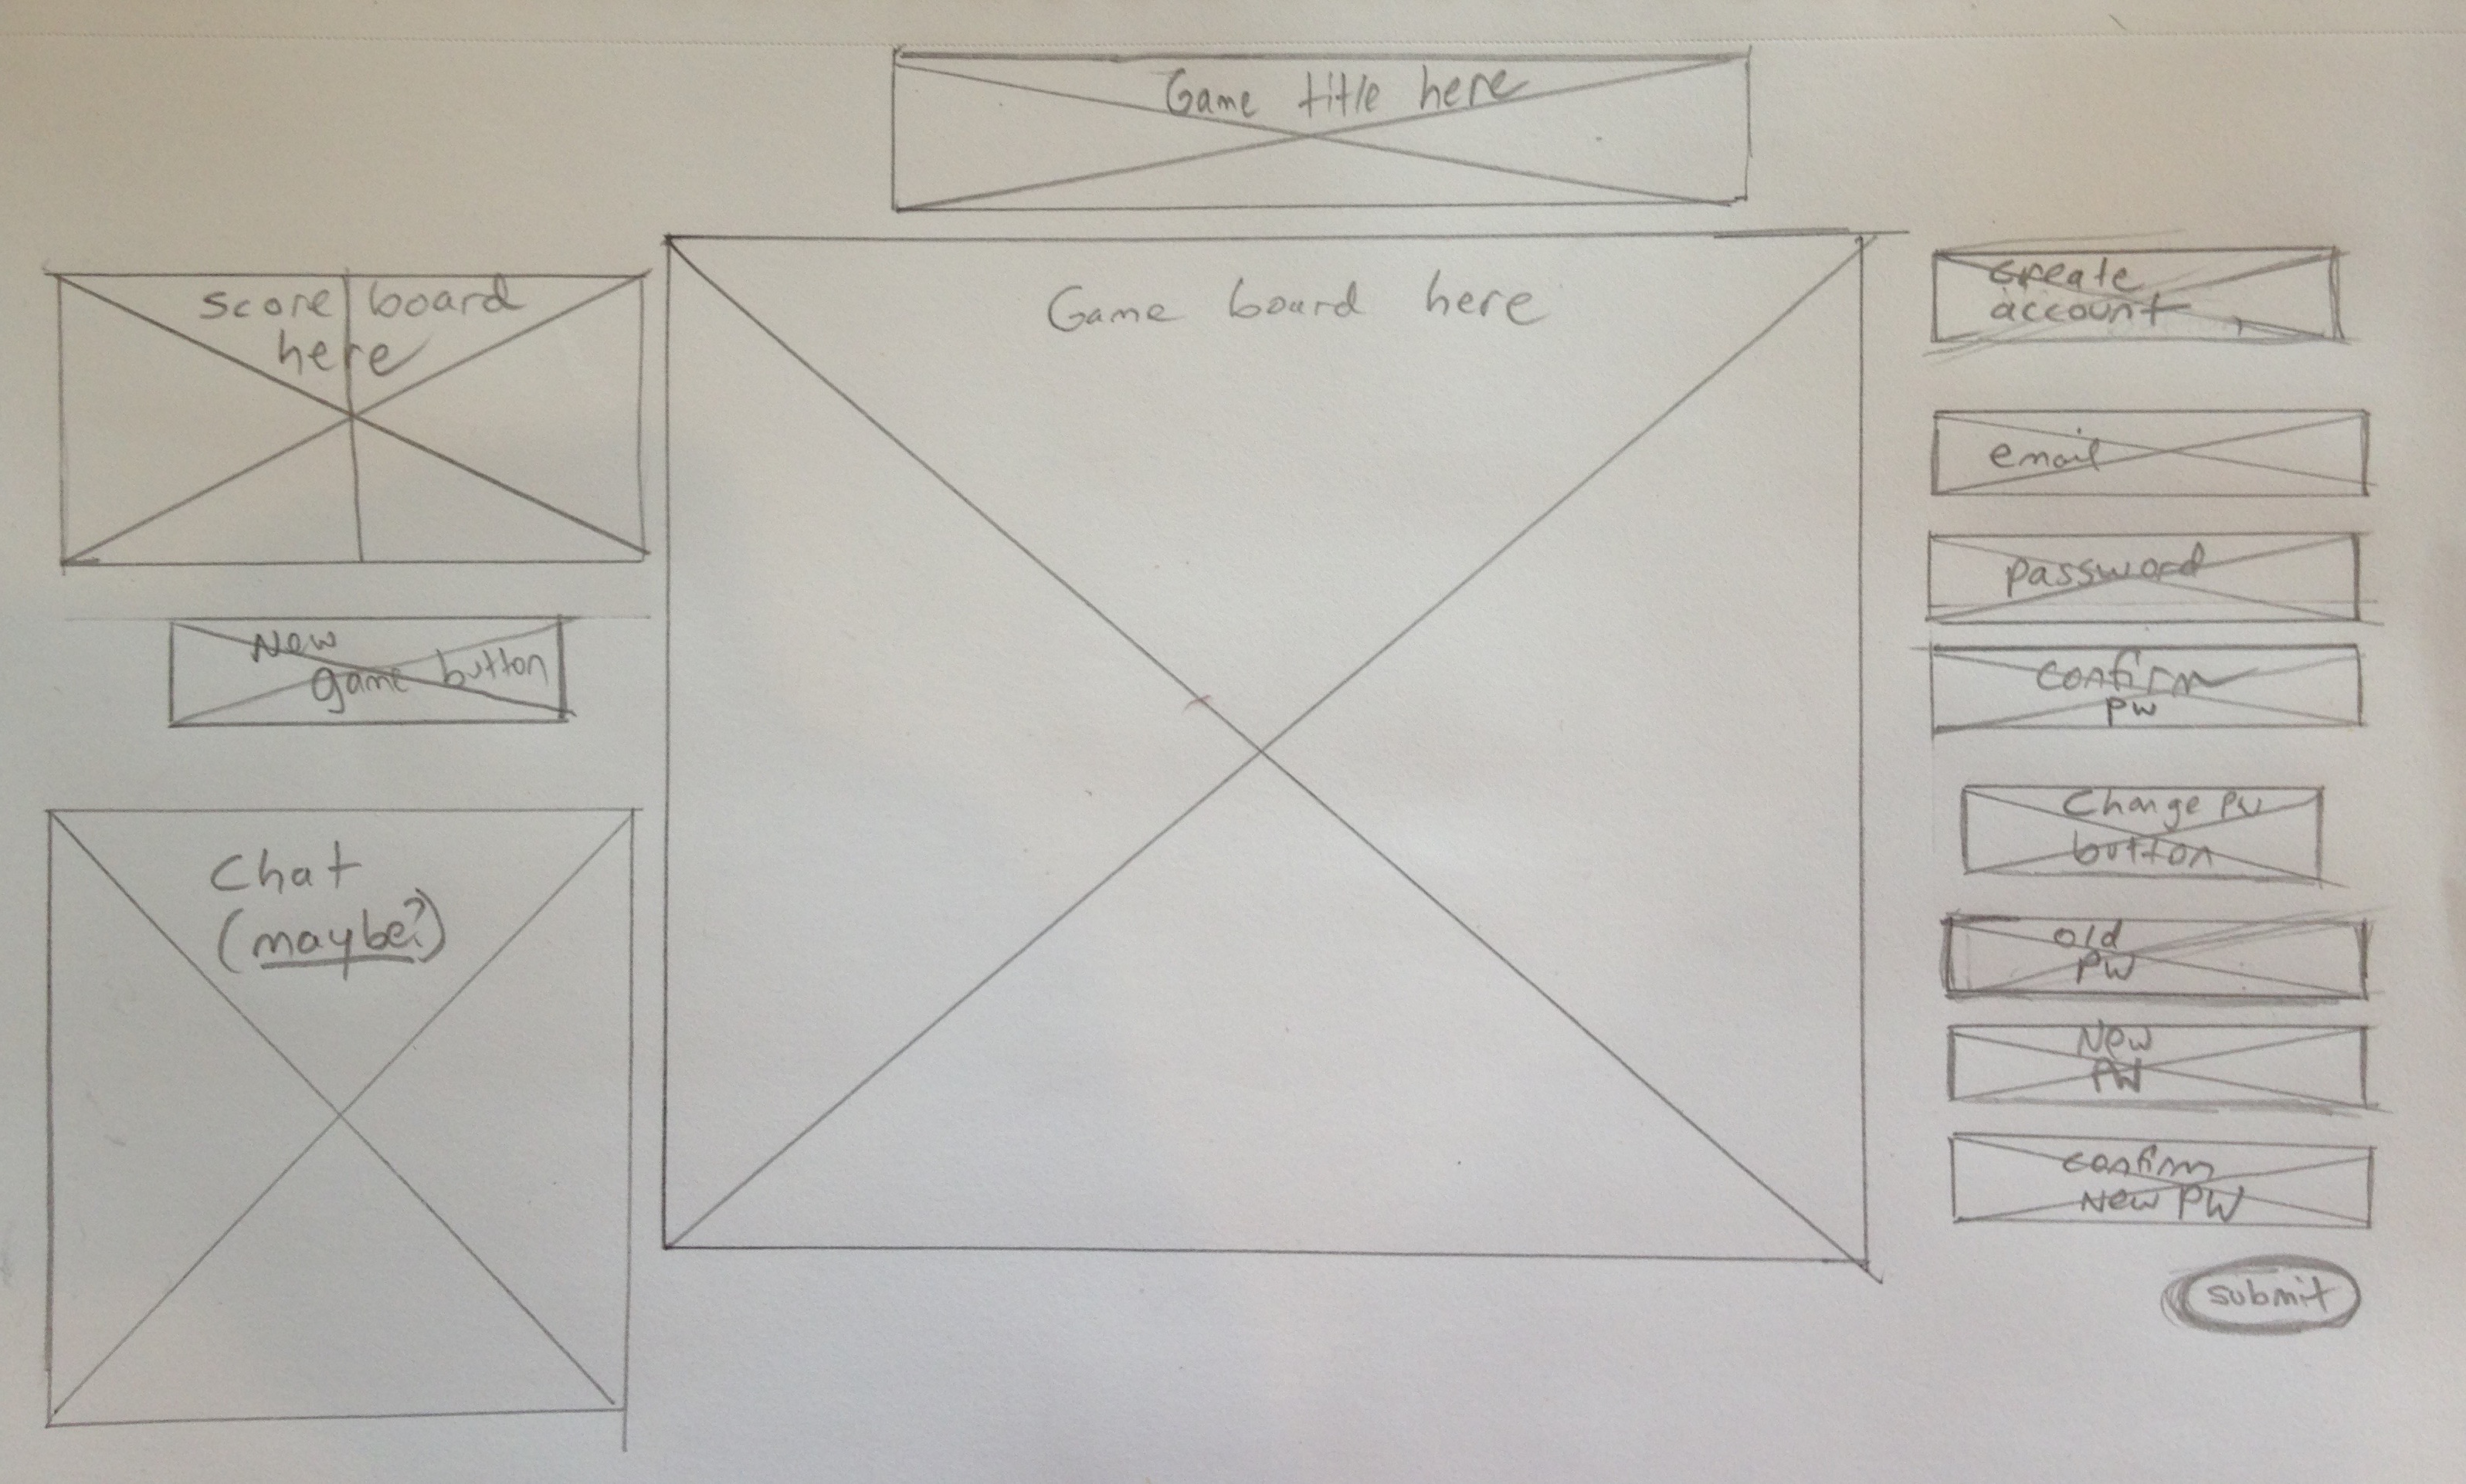 Game title here
Score board
here
New
game button
Chat
(maybe?)
Game board here
create
account
email
password
confirm
PW
Change PW
button
old
PW
New
PW
confirm
New PW
submit